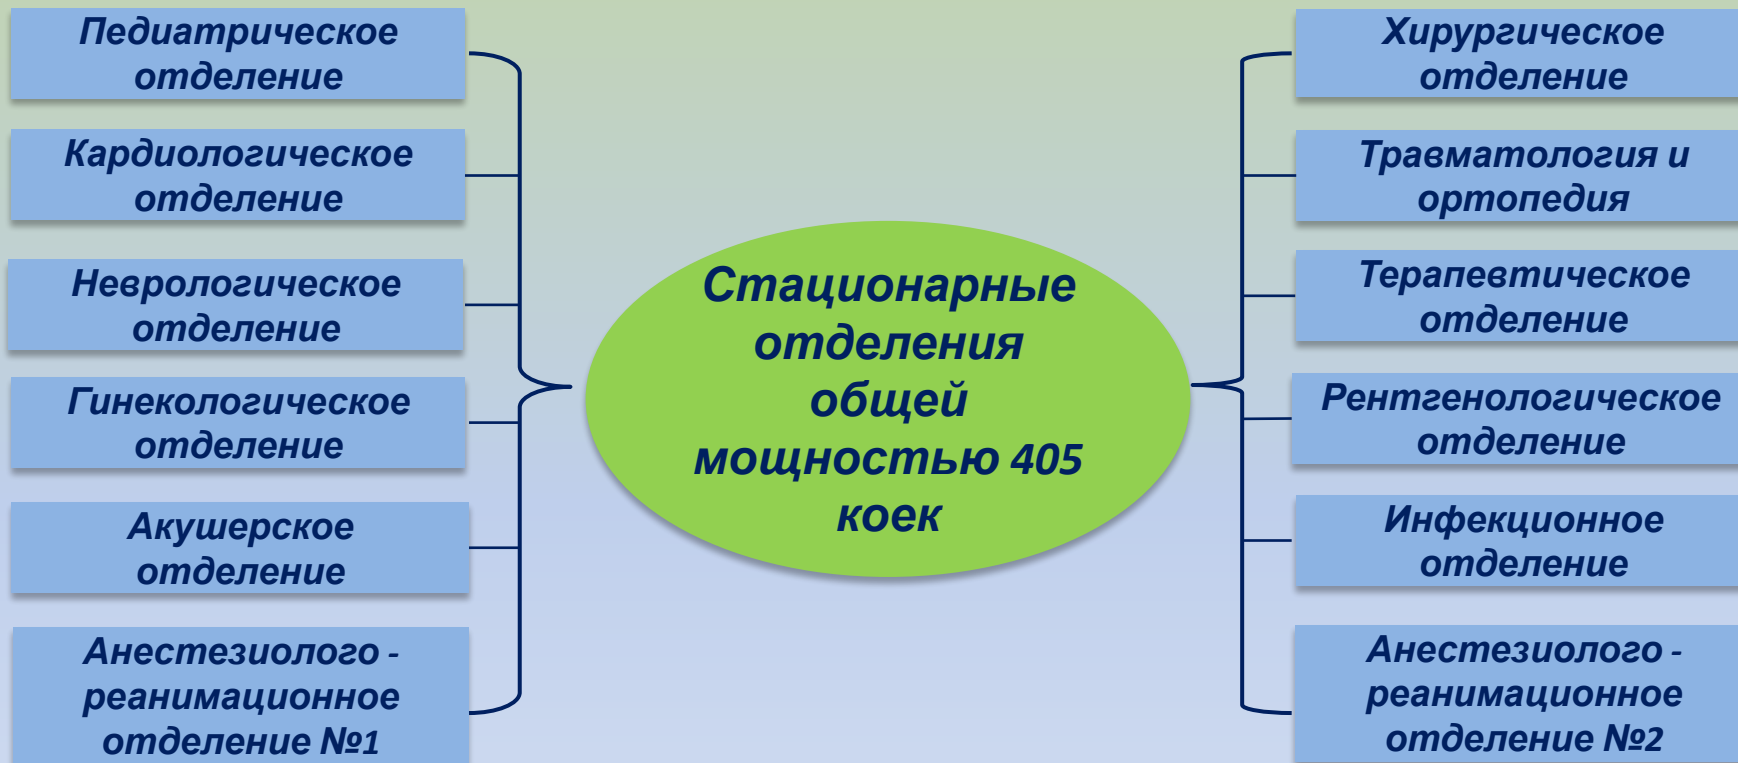 Педиатрическое
отделение
Кардиологическое
отделение
Неврологическое
отделение
Гинекологическое
отделение
Акушерское
отделение
Анестезиолого -
реанимационное
отделение №1
Стационарные
отделения
общей
мощностью 405
коек
Хирургическое
отделение
Травматология и
ортопедия
Терапевтическое
отделение
Рентгенологическое
отделение
Инфекционное
отделение
Анестезиолого -
реанимационное
отделение №2